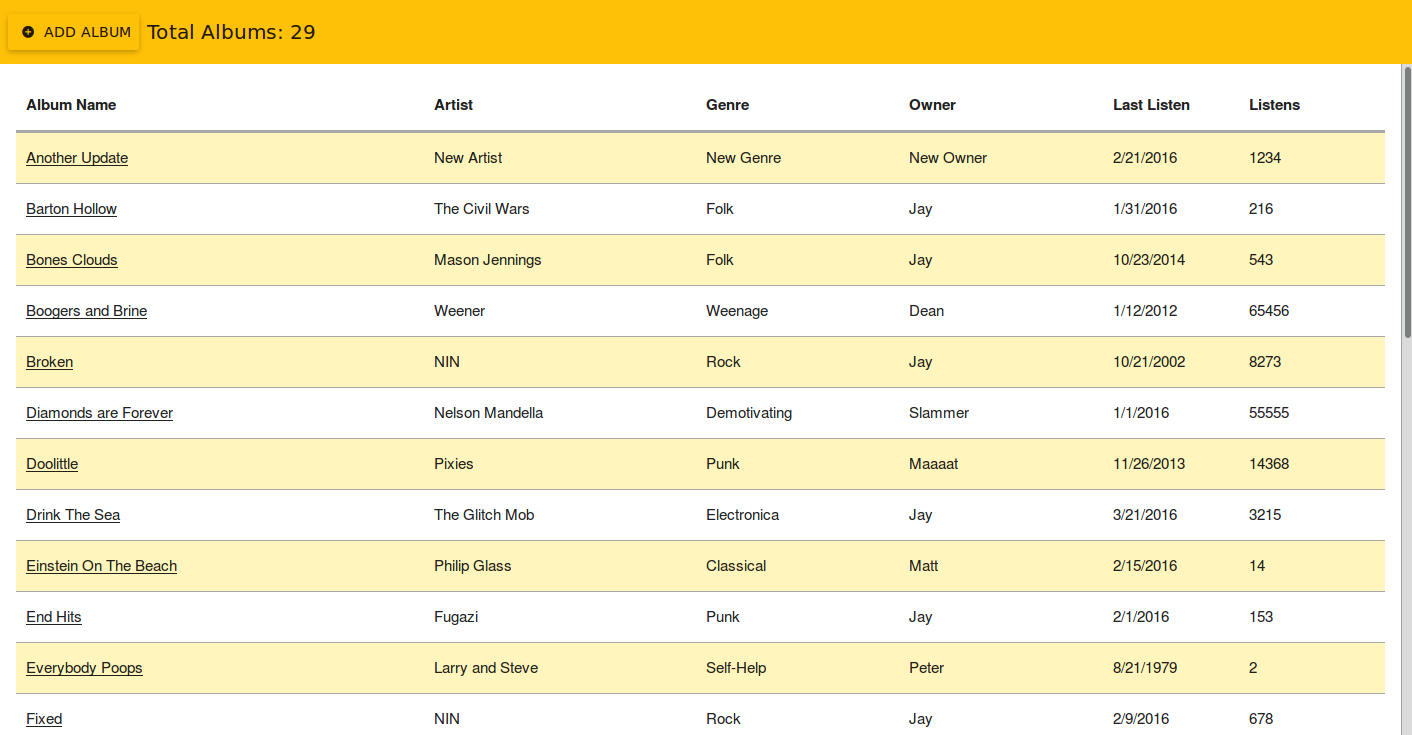 ADD ALBUM Total Albums: 29
Album Name Artist Genre Owner Last Listen Listens
Another Update New Artist New Genre New Owner 2/21/2016 1234
Barton Hollow The Civil Wars Folk Jay 1/31/2016 216
Bones Clouds Mason Jennings Folk Jay 10/23/2014 543
Boogers and Brine Weener Weenage Dean 1/12/2012 65456
Broken NIN Rock Jay 10/21/2002 8273
Diamonds are Forever Nelson Mandella Demotivating Slammer 1/1/2016 55555
Doolittle Pixies Punk Maaaat 11/26/2013 14368
Drink The Sea The Glitch Mob Electronica Jay 3/21/2016 3215
Einstein On The Beach Philip Glass Classical Matt 2/15/2016 14
End Hits Fugazi Punk Jay 2/1/2016 153
Everybody Poops Larry and Steve Self-Help Peter 8/21/1979 2
Fixed NIN Rock Jay 2/9/2016 678